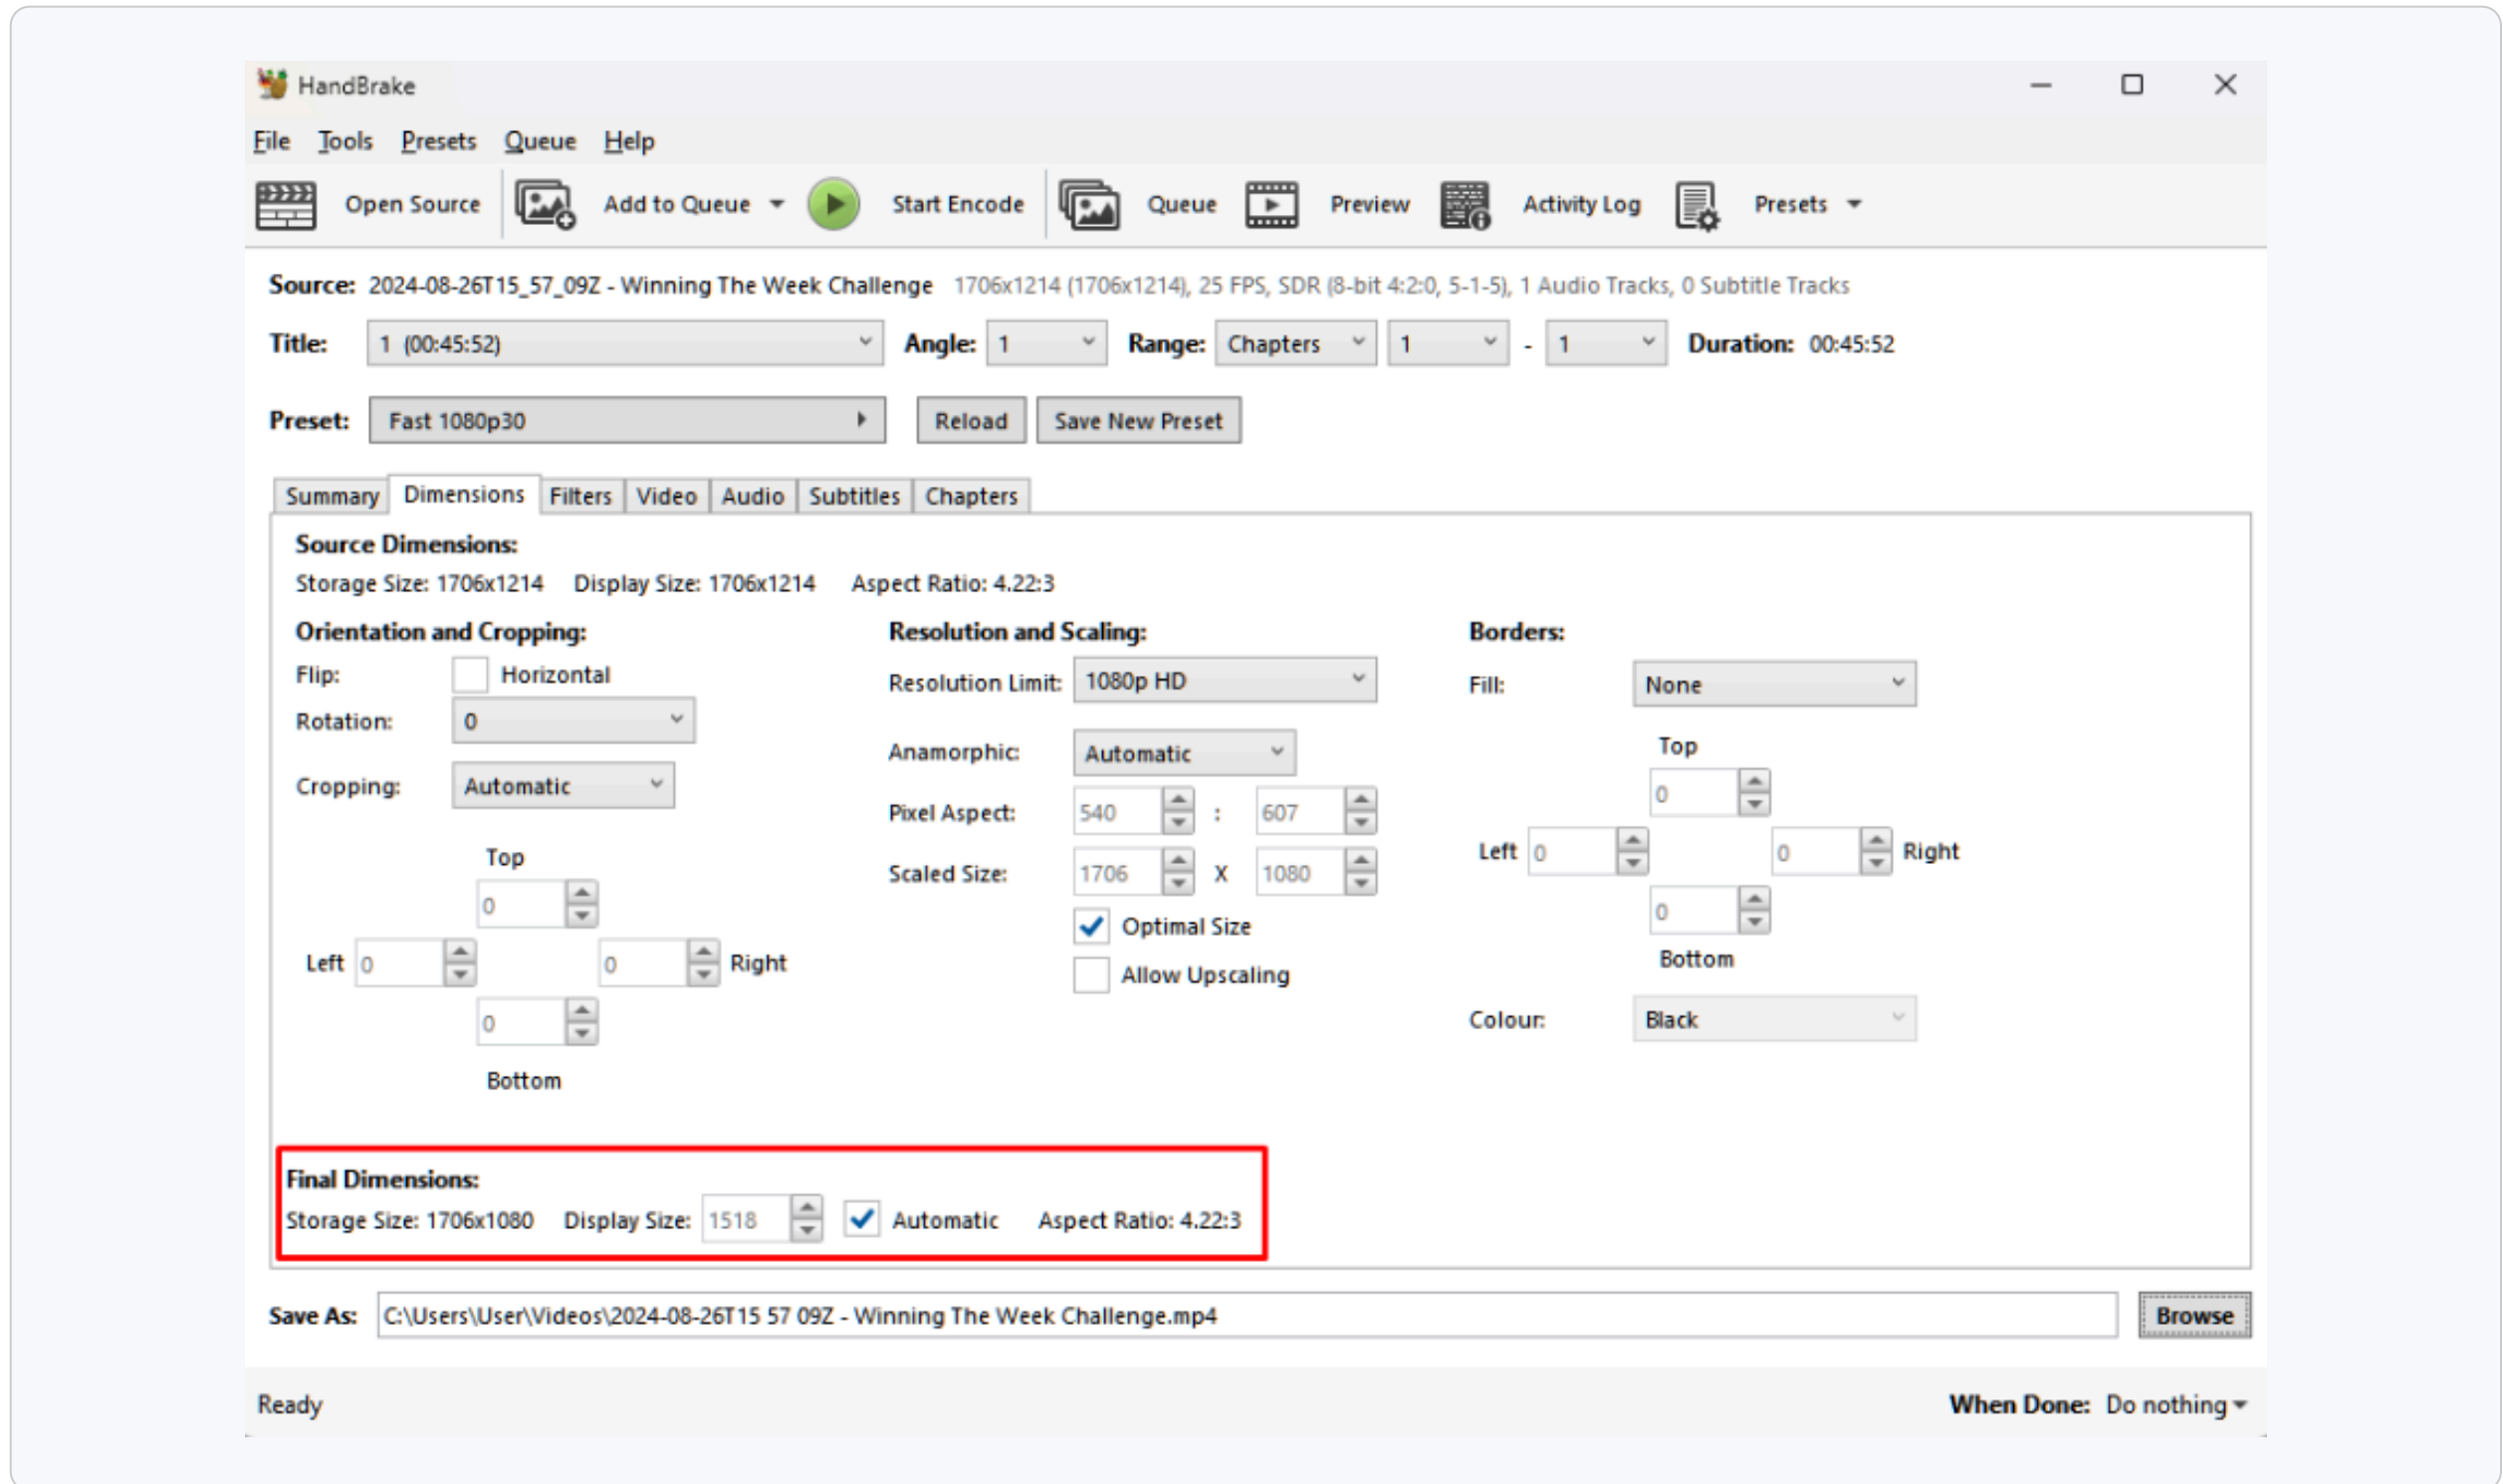 HandBrake
File Tools Presets Queue Help
Open Source Add to Queue Start Encode Queue Preview Activity Log Presets
Source: 2024-08-26T15_57_09Z - Winning The Week Challenge 1706x1214 (1706x1214), 25 FPS, SDR (8-bit 4:2:0, 5-1-5), 1 Audio Tracks, 0 Subtitle Tracks
Title: 1 (00:45:52) Angle: 1 Range: Chapters 1 - 1 Duration: 00:45:52
Preset: Fast 1080p30 Reload Save New Preset
Summary Dimensions Filters Video Audio Subtitles Chapters
Source Dimensions:
Storage Size: 1706x1214 Display Size: 1706x1214 Aspect Ratio: 4.22:3
Orientation and Cropping:
Flip: Horizontal
Rotation: 0
Cropping: Automatic
Top
0
Left 0 0 Right
0
Bottom
Resolution and Scaling:
Resolution Limit: 1080p HD
Anamorphic: Automatic
Pixel Aspect: 540 : 607
Scaled Size: 1706 X 1080
Optimal Size
Allow Upscaling
Borders:
Fill: None
Top
0
Left 0 0 Right
0
Bottom
Colour: Black
Final Dimensions:
Storage Size: 1706x1080 Display Size: 1518 Automatic Aspect Ratio: 4.22:3
Save As: C:\Users\User\Videos\2024-08-26T15 57 09Z - Winning The Week Challenge.mp4 Browse
Ready When Done: Do nothing